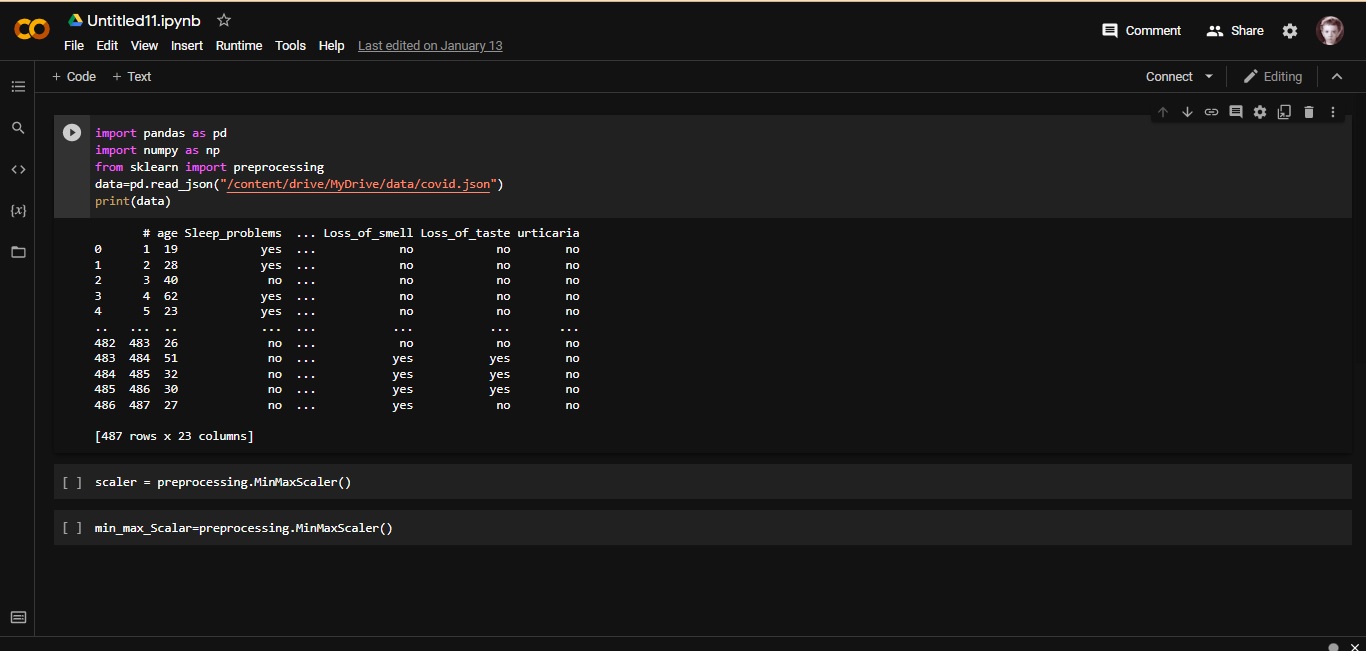 Untitled11.ipynb
File Edit View Insert Runtime Tools Help Last edited on January 13
Comment Share
+ Code + Text
Connect Editing
import pandas as pd
import numpy as np
from sklearn import preprocessing
data=pd.read_json("/content/drive/MyDrive/data/covid.json")
print(data)
# age Sleep_problems ... Loss_of_smell Loss_of_taste urticaria
0 1 19 yes ... no no no
1 2 28 yes ... no no no
2 3 40 no ... no no no
3 4 62 yes ... no no no
4 5 23 yes ... no no no
.. ... .. ... ... ... ... ...
482 483 26 no ... no no no
483 484 51 no ... yes yes no
484 485 32 no ... yes yes no
485 486 30 no ... yes yes no
486 487 27 no ... yes no no
[487 rows x 23 columns]
[ ] scaler = preprocessing.MinMaxScaler()
[ ] min_max_Scalar=preprocessing.MinMaxScaler()